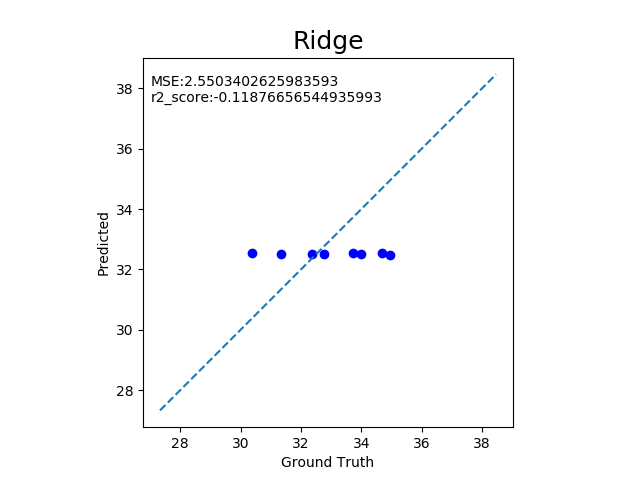 Ridge
MSE:2.5503402625983593
r2_score:-0.11876656544935993
38
36
34
32
30
28
Predicted
28 30 32 34 36 38
Ground Truth